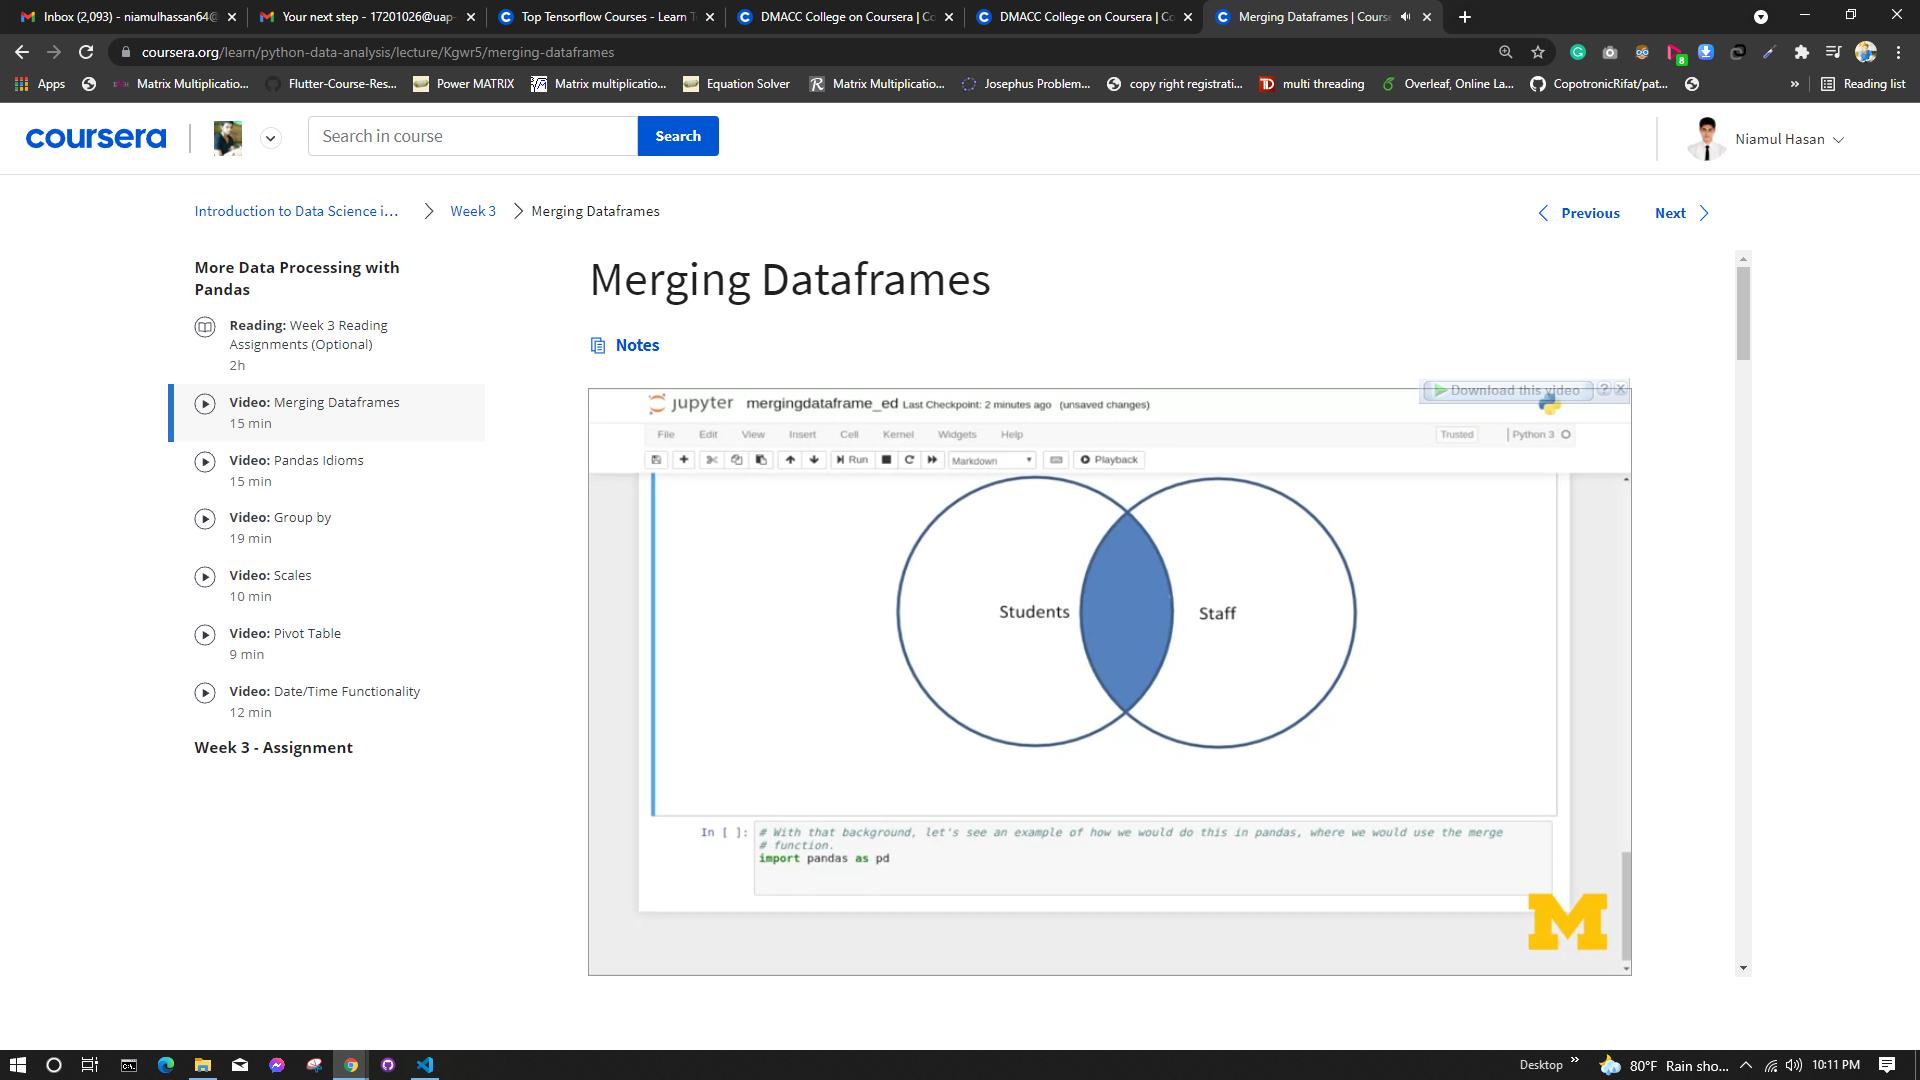 Inbox (2,093) - niamulhassan64@
Your next step - 17201026@uap-
Top Tensorflow Courses - Learn T
DMACC College on Coursera | Co
DMACC College on Coursera | Co
Merging Dataframes | Course
coursera.org/learn/python-data-analysis/lecture/Kgwr5/merging-dataframes
8
Apps
Matrix Multiplicatio...
Flutter-Course-Res...
Power MATRIX
Matrix multiplicatio...
Equation Solver
Matrix Multiplicatio...
Josephus Problem...
copy right registrati...
multi threading
Overleaf, Online La...
CopotronicRifat/pat...
»
Reading list
coursera
Search in course
Search
Niamul Hasan
Introduction to Data Science i...
Week 3
Merging Dataframes
Previous
Next
More Data Processing with
Pandas
Reading: Week 3 Reading
Assignments (Optional)
2h
Video: Merging Dataframes
15 min
Video: Pandas Idioms
15 min
Video: Group by
19 min
Video: Scales
10 min
Video: Pivot Table
9 min
Video: Date/Time Functionality
12 min
Week 3 - Assignment
Merging Dataframes
Notes
Download this video ? X
jupyter mergingdataframe_ed Last Checkpoint: 2 minutes ago (unsaved changes)
File Edit View Insert Cell Kernel Widgets Help
Trusted | Python 3
Run
Markdown
Playback
Students
Staff
In [ ]: # With that background, let's see an example of how we would do this in pandas, where we would use the merge
# function.
import pandas as pd
M
Desktop »
80°F Rain sho...
10:11 PM